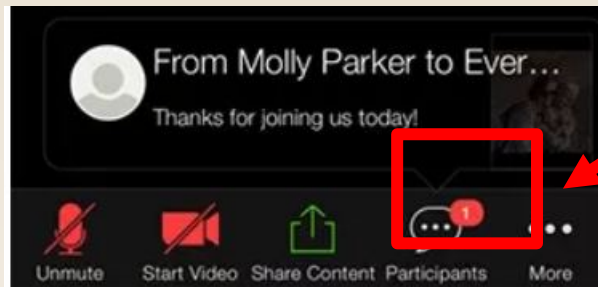 From Molly Parker to Ever...
Thanks for joining us today!
1
Unmute Start Video Share Content Participants More